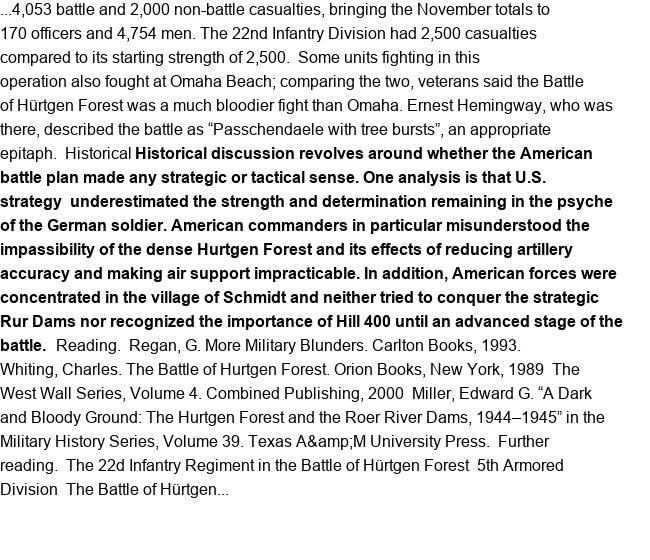 ...4,053 battle and 2,000 non-battle casualties, bringing the November totals to
170 officers and 4,754 men. The 22nd Infantry Division had 2,500 casualties
compared to its starting strength of 2,500.  Some units fighting in this
operation also fought at Omaha Beach; comparing the two, veterans said the Battle
of Hürtgen Forest was a much bloodier fight than Omaha. Ernest Hemingway, who was
there, described the battle as “Passchendaele with tree bursts”, an appropriate
epitaph.  Historical Historical discussion revolves around whether the American
battle plan made any strategic or tactical sense. One analysis is that U.S.
strategy  underestimated the strength and determination remaining in the psyche
of the German soldier. American commanders in particular misunderstood the
impassibility of the dense Hurtgen Forest and its effects of reducing artillery
accuracy and making air support impracticable. In addition, American forces were
concentrated in the village of Schmidt and neither tried to conquer the strategic
Rur Dams nor recognized the importance of Hill 400 until an advanced stage of the
battle.  Reading.  Regan, G. More Military Blunders. Carlton Books, 1993.
Whiting, Charles. The Battle of Hurtgen Forest. Orion Books, New York, 1989  The
West Wall Series, Volume 4. Combined Publishing, 2000  Miller, Edward G. “A Dark
and Bloody Ground: The Hurtgen Forest and the Roer River Dams, 1944–1945” in the
Military History Series, Volume 39. Texas A&amp;M University Press.  Further
reading.  The 22d Infantry Regiment in the Battle of Hürtgen Forest  5th Armored
Division  The Battle of Hürtgen...